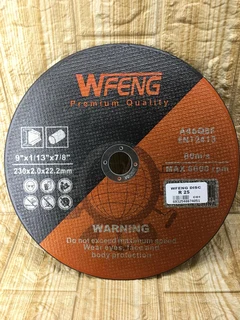 WFENG
Premium Quality
A46QBF
EN12413
9"x1/13"x7/8"
80m/s
230x2.0x22.2mm
MAX.6600 rpm
WFENG DISC
R 25
WARNING
Do not exceed maximum speed.
Wear eyes, face and
body protection